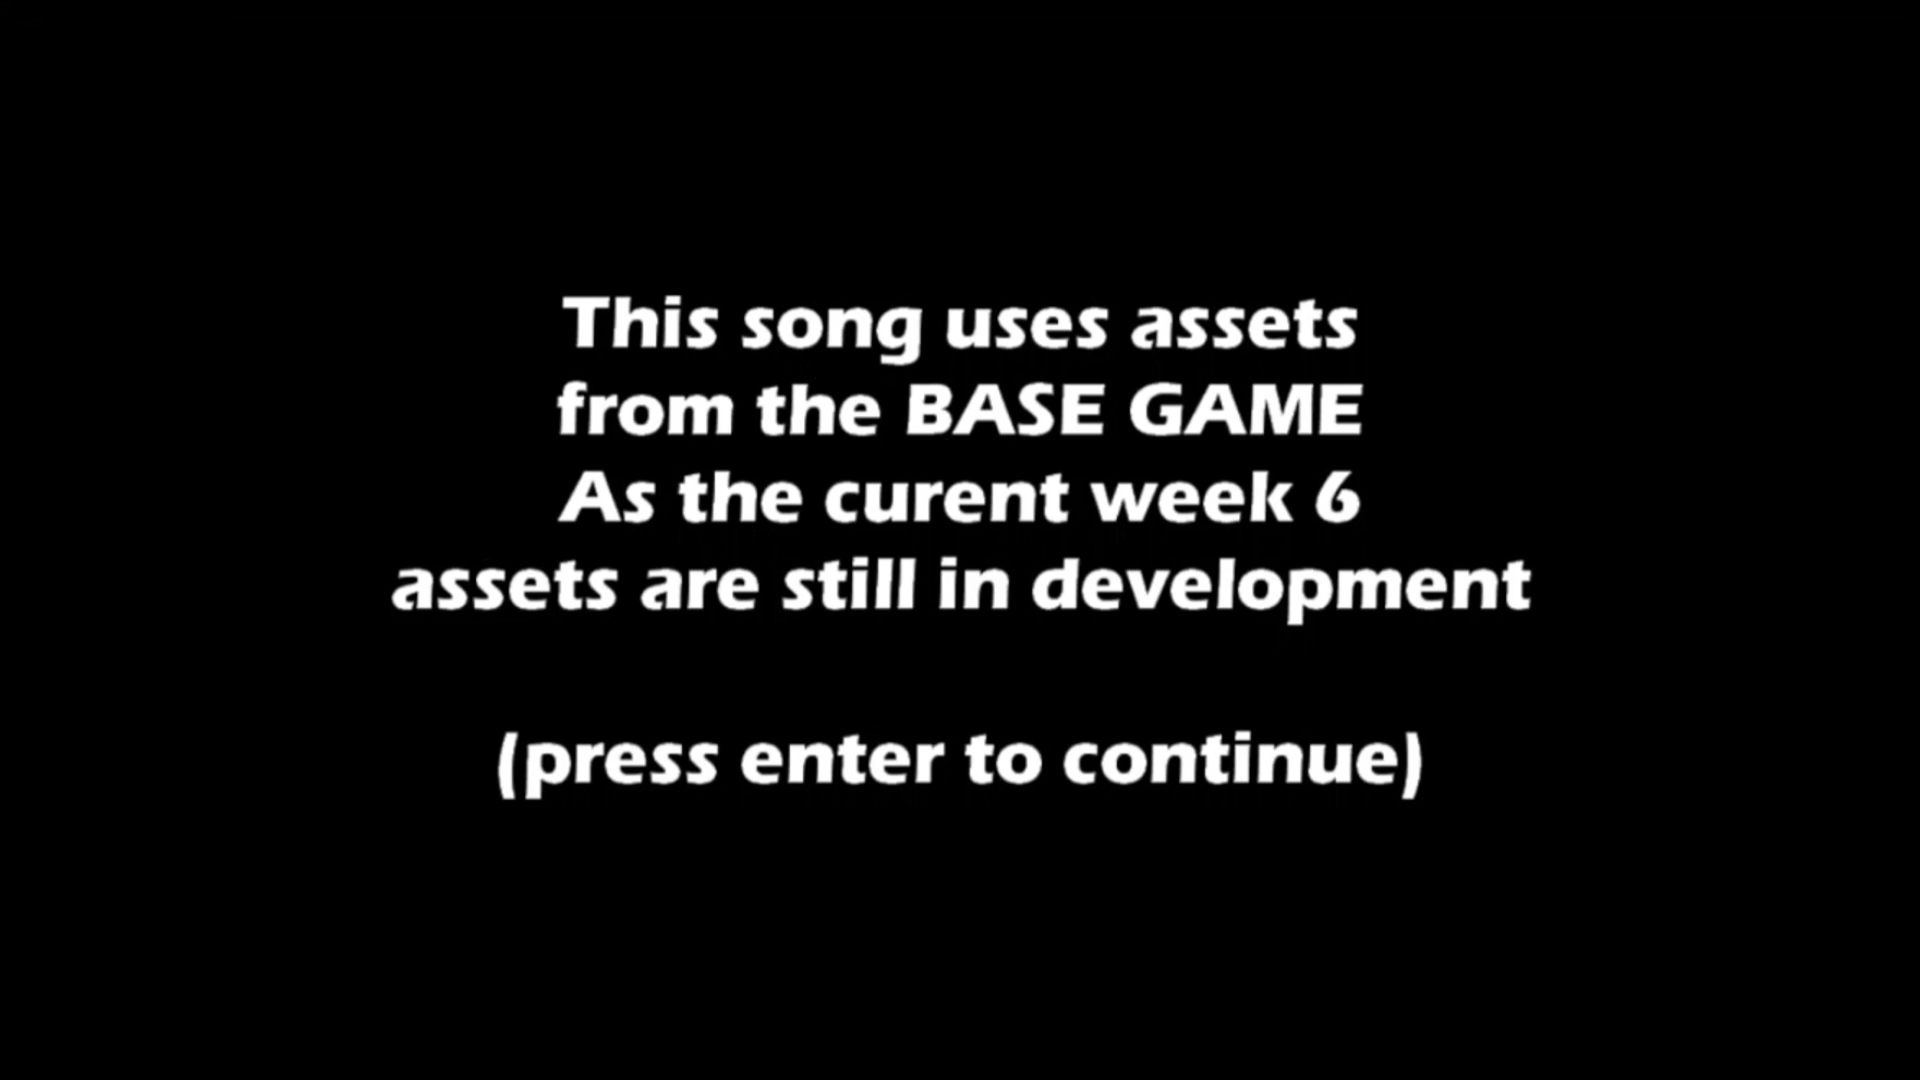 This song uses assets
from the BASE GAME
As the curent week 6
assets are still in development
(press enter to continue)